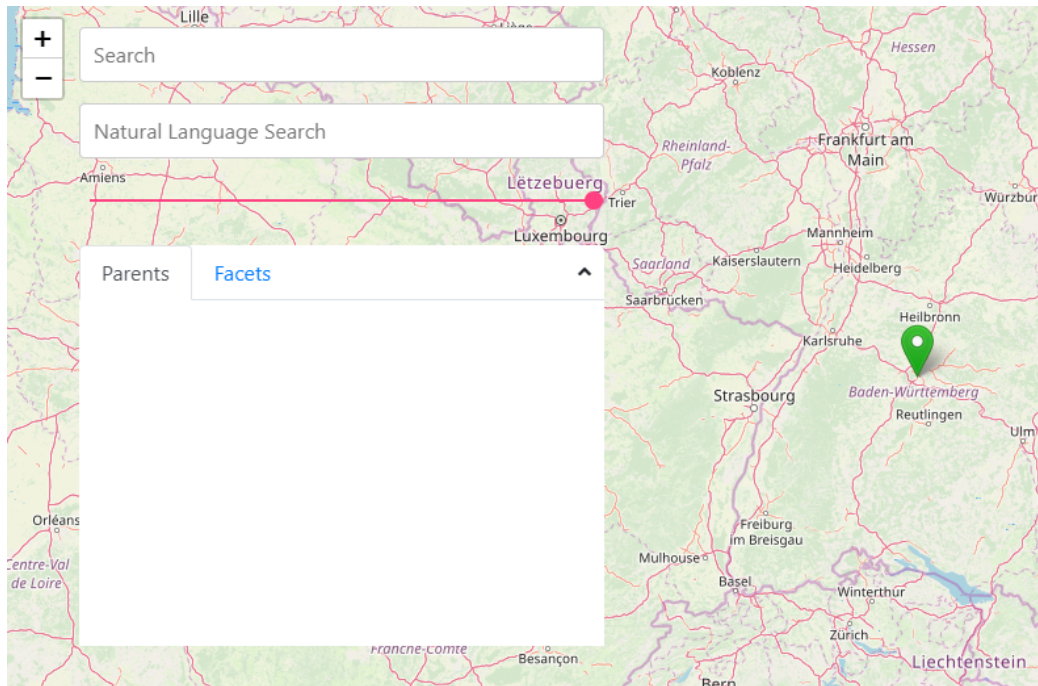 Lille
Liège
+
Search
Hessen
−
Koblenz
Natural Language Search
Frankfurt am
Main
Rheinland-
Pfalz
Amiens
Lëtzebuerg
Trier
Würzbur
Luxembourg
Mannheim
Parents
Facets
Saarland
Kaiserslautern
Heidelberg
Saarbrücken
Heilbronn
Karlsruhe
Strasbourg
Baden-Württemberg
Reutlingen
Ulm
Orléans
Freiburg
im Breisgau
Centre-Val
de Loire
Mulhouse
Basel
Winterthur
Zürich
Franche-Comté
Besançon
Liechtenstein
Bern